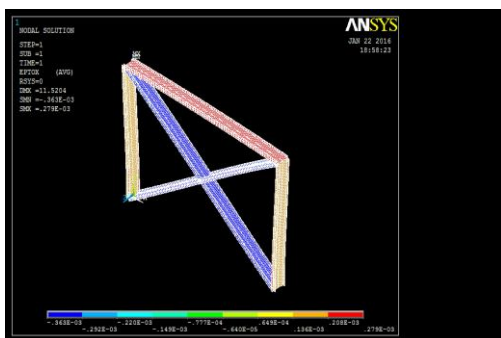 1
NODAL SOLUTION
STEP=1
SUB =1
TIME=1
EPTOX (AVG)
RSYS=0
DMX =11.5204
SMN =-.363E-03
SMX =.279E-03
ANSYS
JAN 22 2016
18:58:23
-.363E-03 -.220E-03 -.777E-04 .649E-04 .208E-03
-.292E-03 -.149E-03 -.640E-05 .136E-03 .279E-03